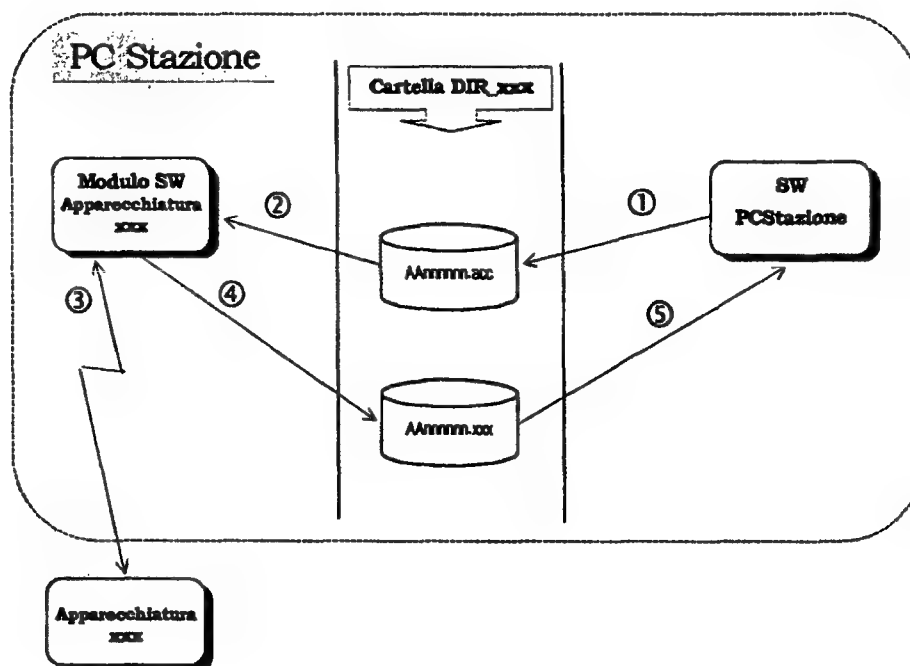 PC Stazione
Cartella DIR_xxx
Modulo SW
Apparecchiatura
xxx
②
①
SW
PCStazione
AAnnnnn.acc
③
④
⑤
AAnnnnn.xxx
Apparecchiatura
xxx